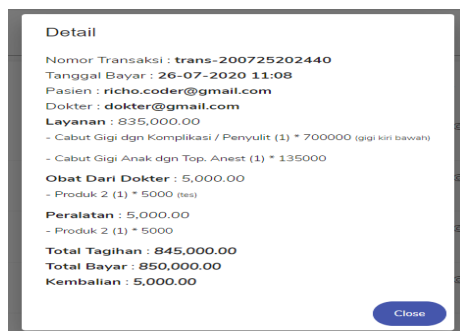 Detail
Nomor Transaksi : trans-200725202440
Tanggal Bayar : 26-07-2020 11:08
Pasien : richo.coder@gmail.com
Dokter : dokter@gmail.com
Layanan : 835,000.00
- Cabut Gigi dgn Komplikasi / Penyulit (1) * 700000 (gigi kiri bawah)
- Cabut Gigi Anak dgn Top. Anest (1) * 135000
Obat Dari Dokter : 5,000.00
- Produk 2 (1) * 5000 (tes)
Peralatan : 5,000.00
- Produk 2 (1) * 5000
Total Tagihan : 845,000.00
Total Bayar : 850,000.00
Kembalian : 5,000.00
Close